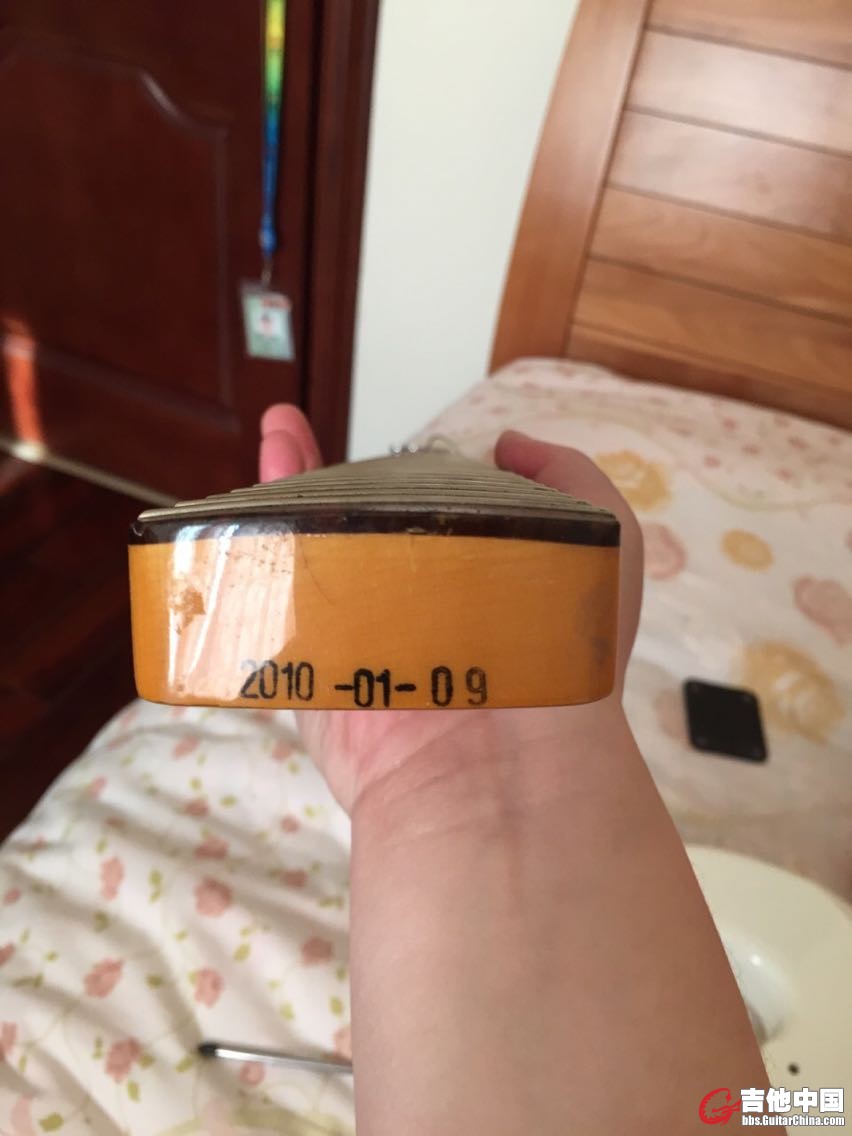 2010 -01- 09
吉他中国
bbs.GuitarChina.com